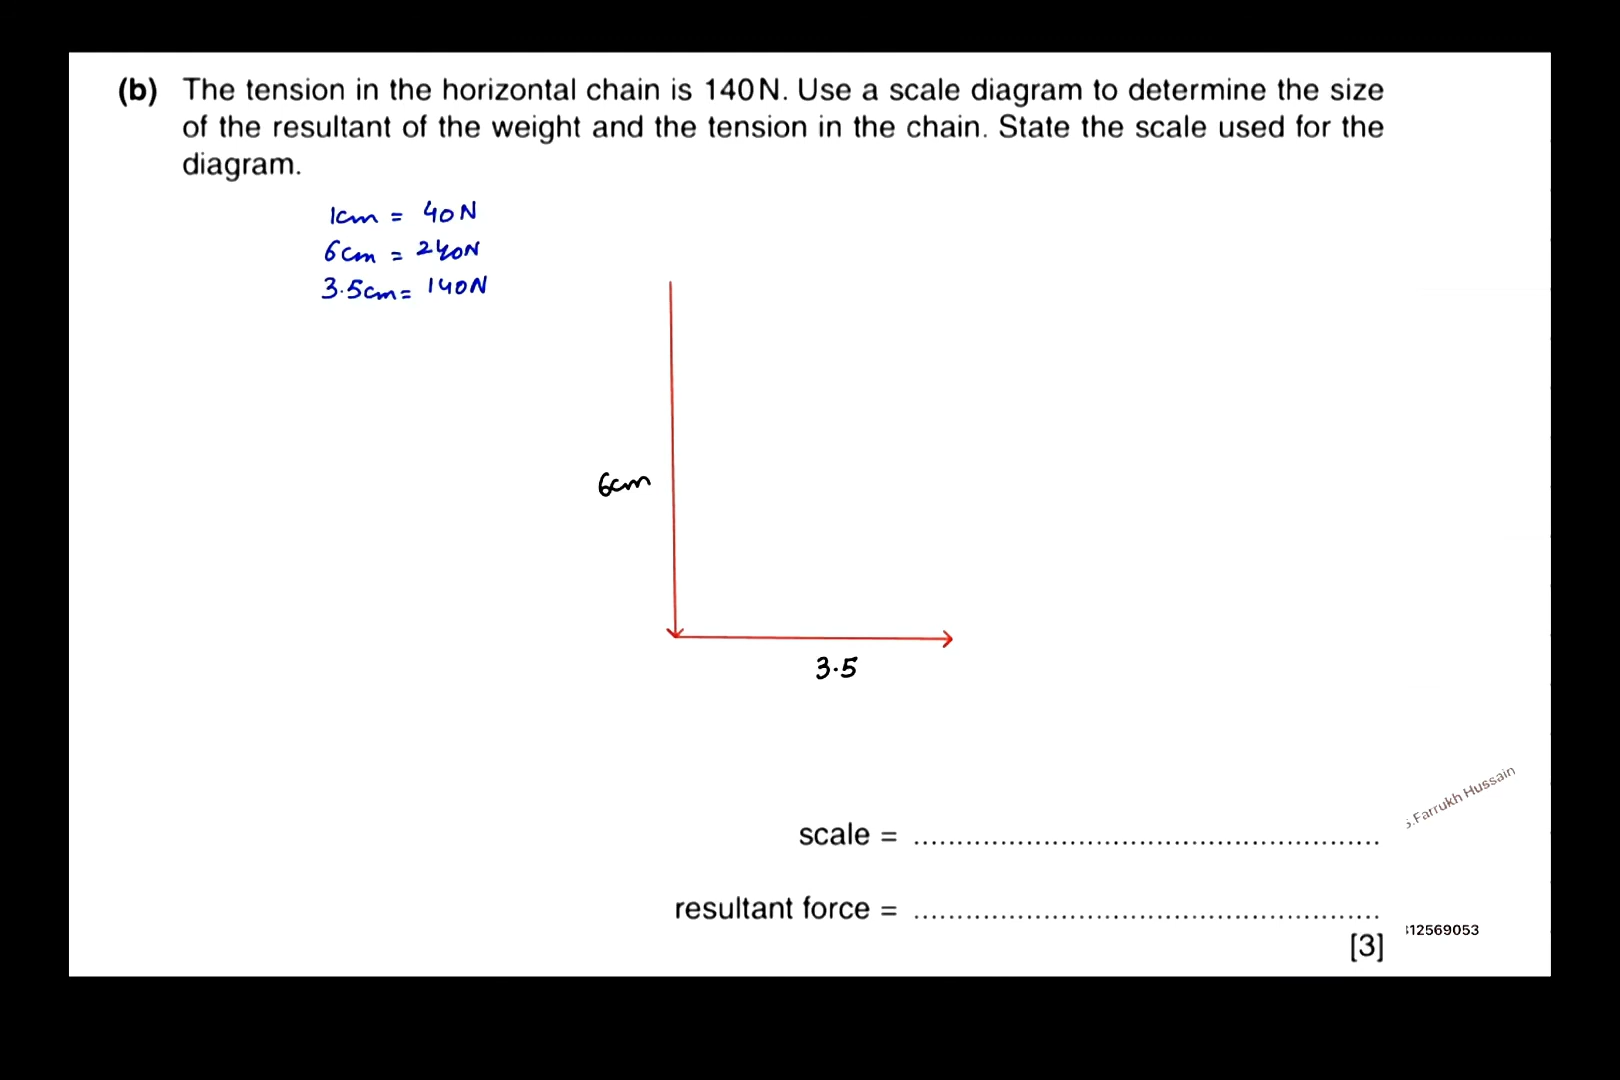 (b) The tension in the horizontal chain is 140 N. Use a scale diagram to determine the size
of the resultant of the weight and the tension in the chain. State the scale used for the
diagram.
1cm = 40N
6cm = 240N
3.5cm = 140N
6cm
3.5
S.Farrukh Hussain
scale = ......................................................
resultant force = ......................................................
12569053
[3]